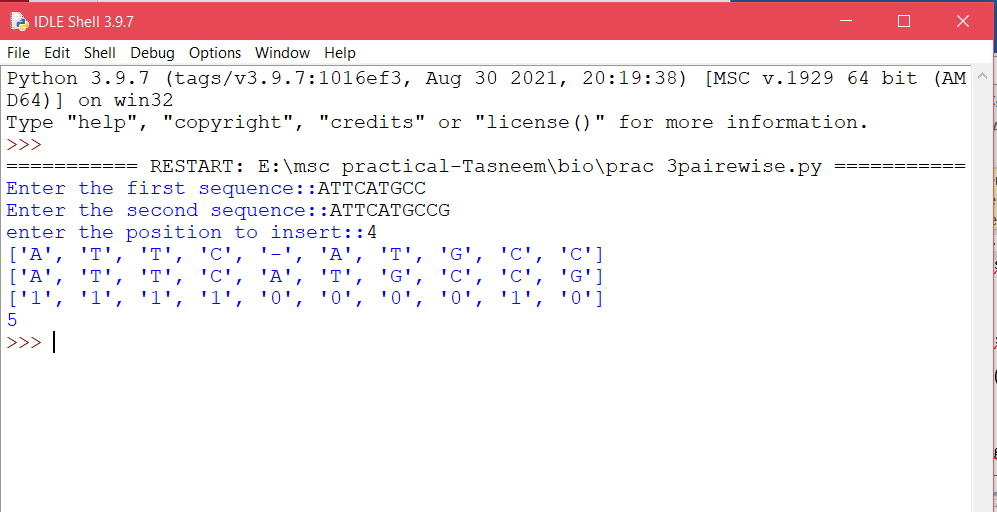 IDLE Shell 3.9.7
File Edit Shell Debug Options Window Help
Python 3.9.7 (tags/v3.9.7:1016ef3, Aug 30 2021, 20:19:38) [MSC v.1929 64 bit (AM
D64)] on win32
Type "help", "copyright", "credits" or "license()" for more information.
>>>
=========== RESTART: E:\msc practical-Tasneem\bio\prac 3pairewise.py ===========
Enter the first sequence::ATTCATGCC
Enter the second sequence::ATTCATGCCG
enter the position to insert::4
['A', 'T', 'T', 'C', '-', 'A', 'T', 'G', 'C', 'C']
['A', 'T', 'T', 'C', 'A', 'T', 'G', 'C', 'C', 'G']
['1', '1', '1', '1', '0', '0', '0', '0', '1', '0']
5
>>>